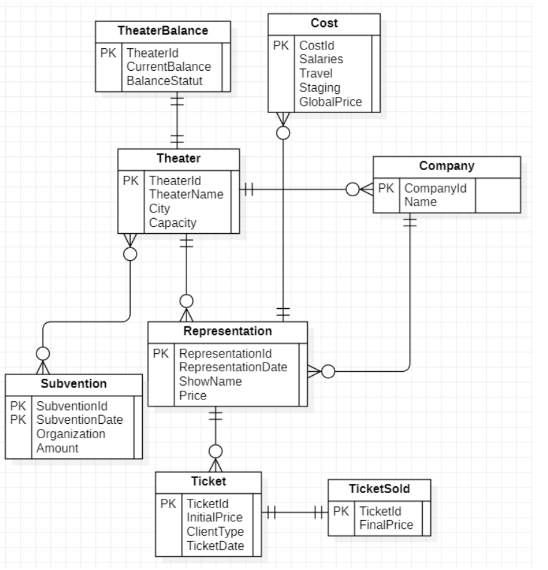 TheaterBalance
PK TheaterId
CurrentBalance
BalanceStatut
Cost
PK CostId
Salaries
Travel
Staging
GlobalPrice
Theater
PK TheaterId
TheaterName
City
Capacity
Company
PK CompanyId
Name
Representation
PK RepresentationId
RepresentationDate
ShowName
Price
Subvention
PK SubventionId
PK SubventionDate
Organization
Amount
Ticket
PK TicketId
InitialPrice
ClientType
TicketDate
TicketSold
PK TicketId
FinalPrice